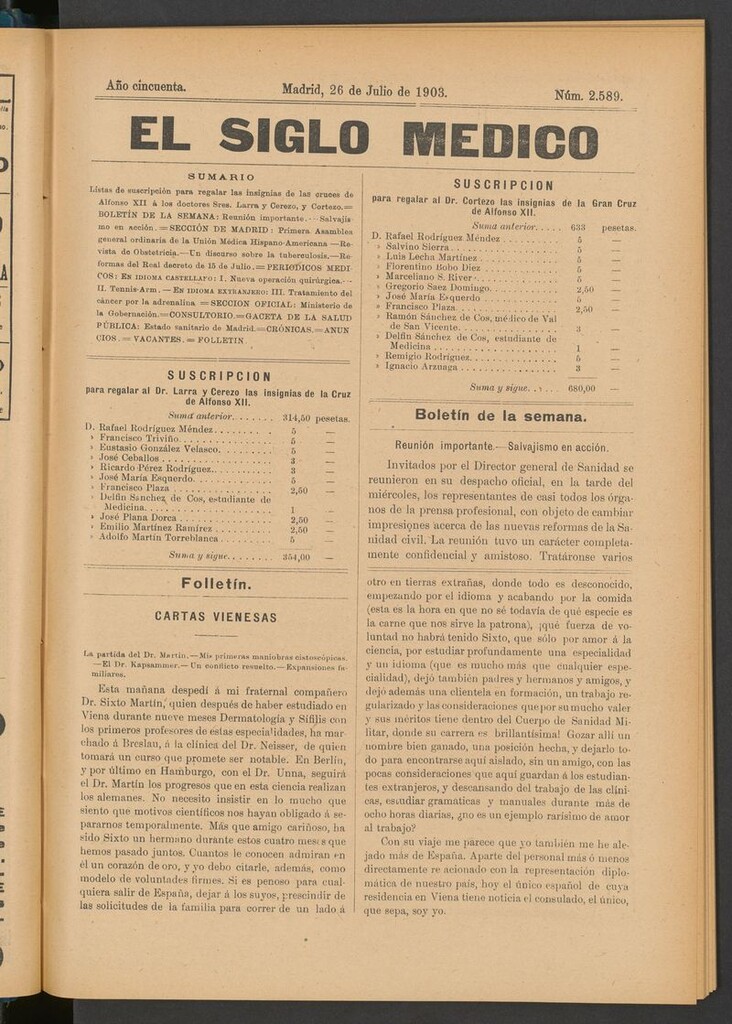 Año cincuenta.
Madrid, 26 de Julio de 1903.
Núm. 2.589.
EL SIGLO MEDICO
SUMARIO
Listas de suscripción para regalar las insignias de las cruces de
Alfonso XII á los doctores Sres. Larra y Cerezo, y Cortezo.=
BOLETÍN DE LA SEMANA: Reunión importante.—Salvajis-
mo en acción.=SECCIÓN DE MADRID: Primera Asamblea
general ordinaria de la Unión Médica Hispano-Americana—Re-
vista de Obstetricia.—Un discurso sobre la tuberculosis.—Re-
formas del Real decreto de 15 de Julio.=PERIÓDICOS MEDI-
COS: EN IDIOMA CASTELLANO: I. Nueva operación quirúrgica.—
II. Tennis-Arm.—EN IDIOMA EXTRANJERO: III. Tratamiento del
cáncer por la adrenalina=SECCION OFICIAL: Ministerio de
la Gobernación.=CONSULTORIO.=GACETA DE LA SALUD
PÚBLICA: Estado sanitario de Madrid.=CRÓNICAS.=ANUN
CIOS.=VACANTES.=FOLLETIN.
SUSCRIPCION
para regalar al Dr. Larra y Cerezo las insignias de la Cruz
de Alfonso XII.
Suma anterior........ 314,50 pesetas.
D. Rafael Rodríguez Méndez......... 5 —
» Francisco Triviño................ 5 —
» Eustasio González Velasco........ 5 —
» José Ceballos.................... 3 —
» Ricardo Pérez Rodríguez.......... 3 —
» José María Esquerdo.............. 5 —
» Francisco Plaza.................. 2,50 —
» Delfín Sánchez de Cos, estudiante de
Medicina........................ 1 —
» José Plana Dorca................. 2,50 —
» Emilio Martínez Ramírez.......... 2,50 —
» Adolfo Martín Torreblanca........ 5 —
Suma y sigue........ 354,00 —
Folletín.
CARTAS VIENESAS
La partida del Dr. Martín.—Mis primeras maniobras cistoscópicas.
—El Dr. Kapsammer.—Un conflicto resuelto.—Expansiones fa-
miliares.
Esta mañana despedí á mi fraternal compañero
Dr. Sixto Martín, quien después de haber estudiado en
Viena durante nueve meses Dermatología y Sífilis con
los primeros profesores de estas especialidades, ha mar-
chado á Breslau, á la clínica del Dr. Neisser, de quien
tomará un curso que promete ser notable. En Berlín,
y por último en Hamburgo, con el Dr. Unna, seguirá
el Dr. Martín los progresos que en esta ciencia realizan
los alemanes. No necesito insistir en lo mucho que
siento que motivos científicos nos hayan obligado á se-
pararnos temporalmente. Más que amigo cariñoso, ha
sido Sixto un hermano durante estos cuatro meses que
hemos pasado juntos. Cuantos le conocen admiran en
él un corazón de oro, y yo debo citarle, además, como
modelo de voluntades firmes. Si es penoso para cual-
quiera salir de España, dejar á los suyos, prescindir de
las solicitudes de la familia para correr de un lado á
SUSCRIPCION
para regalar al Dr. Cortezo las insignias de la Gran Cruz
de Alfonso XII.
Suma anterior..... 633 pesetas.
D. Rafael Rodríguez Méndez......... 5 —
» Salvino Sierra................... 5 —
» Luis Lecha Martínez.............. 5 —
» Florentino Bobo Díez............. 5 —
» Marceliano S. River.............. 5 —
» Gregorio Saez Domingo............ 2,50 —
» José María Esquerdo.............. 5 —
» Francisco Plaza.................. 2,50 —
» Ramón Sánchez de Cos, médico de Val
de San Vicente.................. 3 —
» Delfín Sánchez de Cos, estudiante de
Medicina........................ 1 —
» Remigio Rodríguez................ 5 —
» Ignacio Arzuaga.................. 3 —
Suma y sigue..... 680,00 —
Boletín de la semana.
Reunión importante.—Salvajismo en acción.
Invitados por el Director general de Sanidad se
reunieron en su despacho oficial, en la tarde del
miércoles, los representantes de casi todos los órga-
nos de la prensa profesional, con objeto de cambiar
impresiones acerca de las nuevas reformas de la Sa-
nidad civil. La reunión tuvo un carácter completa-
mente confidencial y amistoso. Tratáronse varios
otro en tierras extrañas, donde todo es desconocido,
empezando por el idioma y acabando por la comida
(esta es la hora en que no sé todavía de qué especie es
la carne que nos sirve la patrona), ¡qué fuerza de vo-
luntad no habrá tenido Sixto, que sólo por amor á la
ciencia, por estudiar profundamente una especialidad
y un idioma (que es mucho más que cualquier espe-
cialidad), dejó también padres y hermanos y amigos, y
dejó además una clientela en formación, un trabajo re-
gularizado y las consideraciones que por su mucho valer
y sus méritos tiene dentro del Cuerpo de Sanidad Mi-
litar, donde su carrera es brillantísima! Gozar allí un
nombre bien ganado, una posición hecha, y dejarlo to-
do para encontrarse aquí aislado, sin un amigo, con las
pocas consideraciones que aquí guardan á los estudian-
tes extranjeros, y descansando del trabajo de las clíni-
cas, estudiar gramáticas y manuales durante más de
ocho horas diarias, ¿no es un ejemplo rarísimo de amor
al trabajo?
Con su viaje me parece que yo también me he ale-
jado más de España. Aparte del personal más ó menos
directamente relacionado con la representación diplo-
mática de nuestro país, hoy el único español de cuya
residencia en Viena tiene noticia el consulado, el único,
que sepa, soy yo.